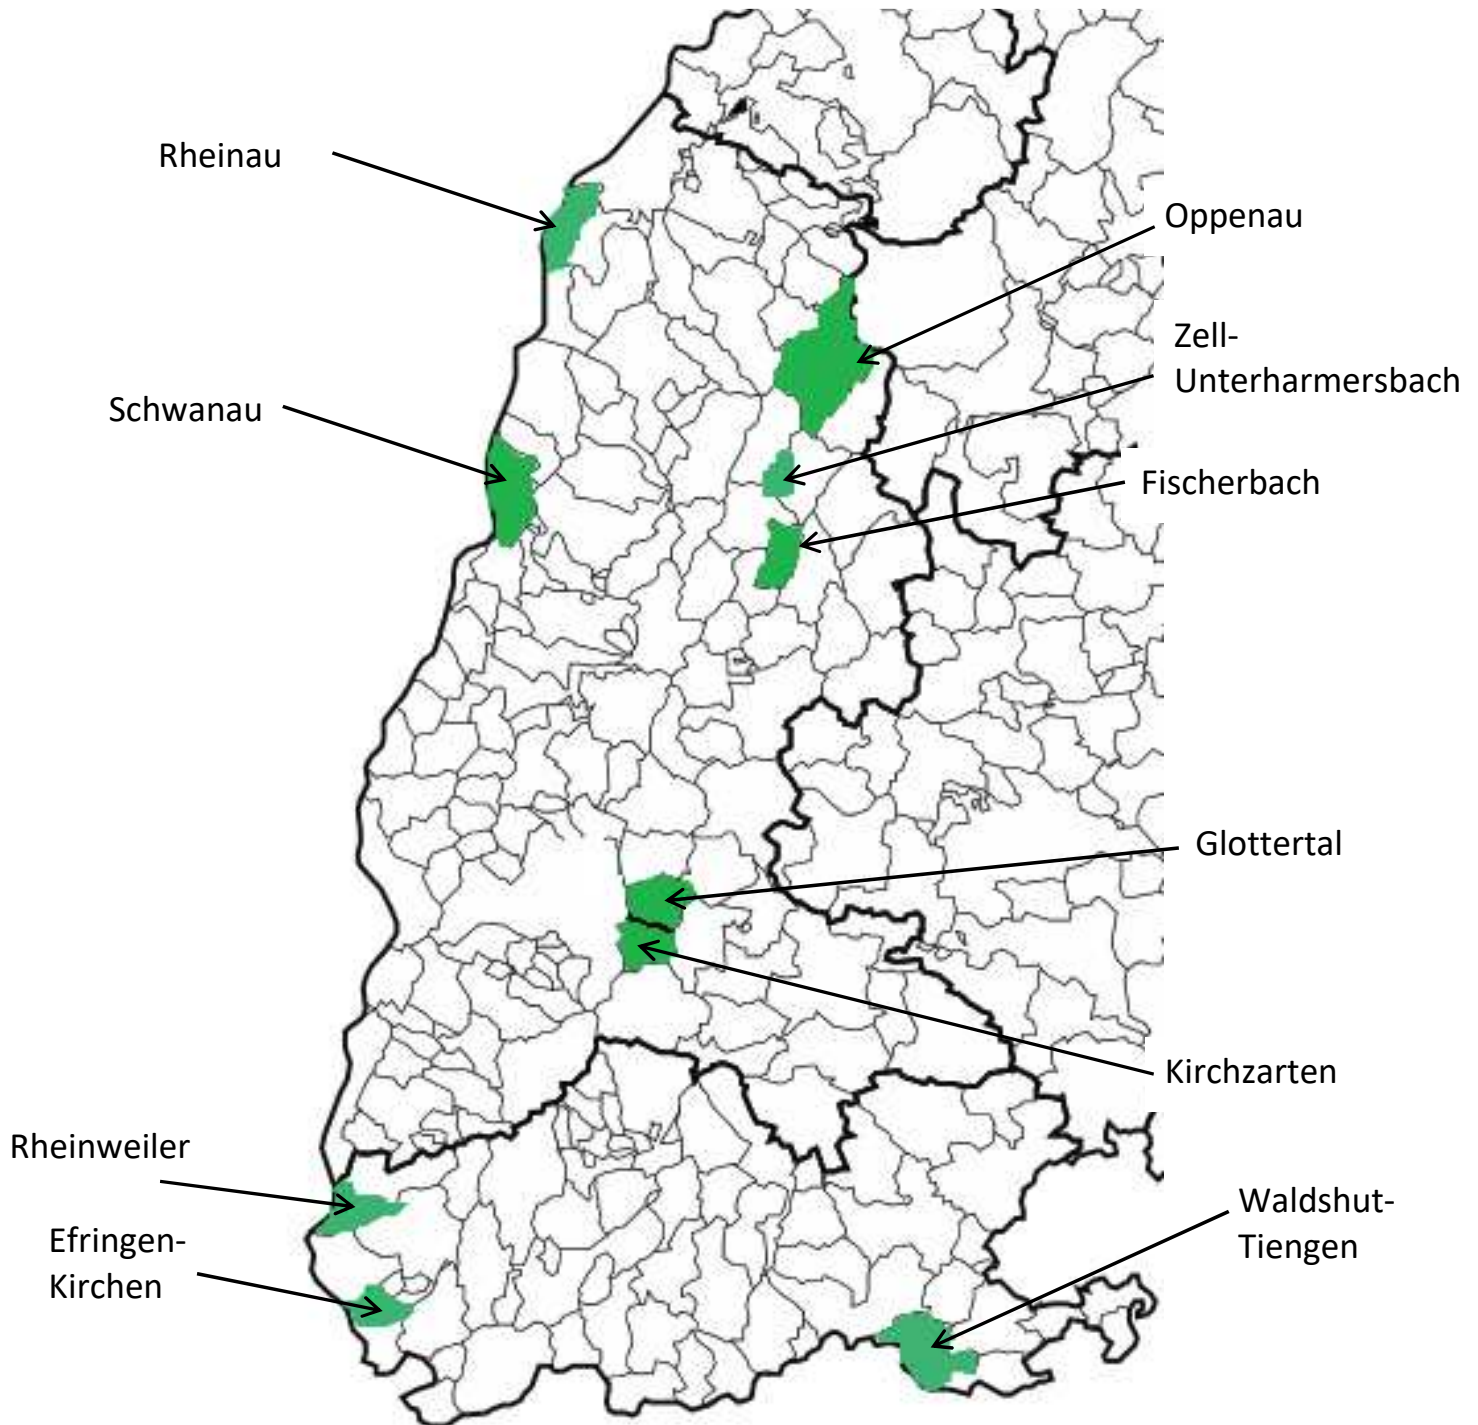 Rheinau
Oppenau
Zell-
Unterharmersbach
Schwanau
Fischerbach
Glottertal
Kirchzarten
Rheinweiler
Waldshut-
Tiengen
Efringen-
Kirchen